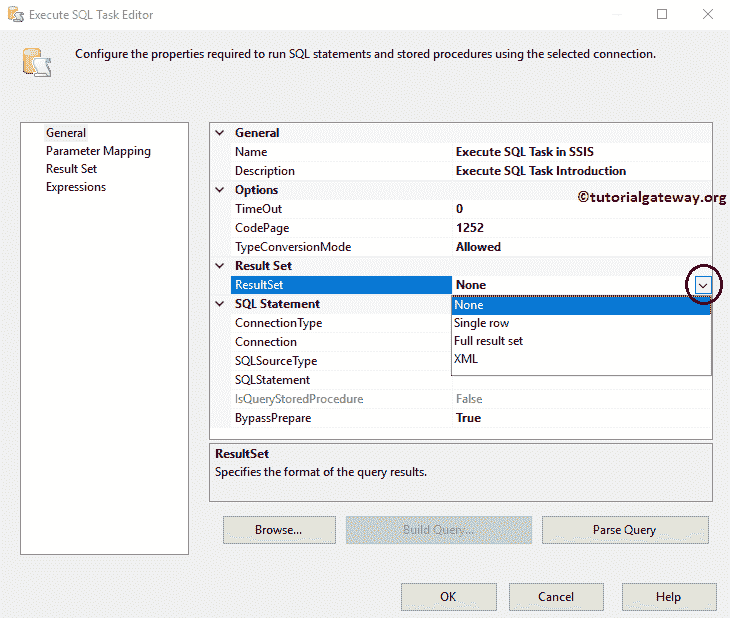 Execute SQL Task Editor
Configure the properties required to run SQL statements and stored procedures using the selected connection.
General
Parameter Mapping
Result Set
Expressions
General
Name Execute SQL Task in SSIS
Description Execute SQL Task Introduction
Options
©tutorialgateway.org
TimeOut 0
CodePage 1252
TypeConversionMode Allowed
Result Set
ResultSet None
SQL Statement None
ConnectionType Single row
Connection Full result set
SQLSourceType XML
SQLStatement
IsQueryStoredProcedure False
BypassPrepare True
ResultSet
Specifies the format of the query results.
Browse... Build Query... Parse Query
OK Cancel Help